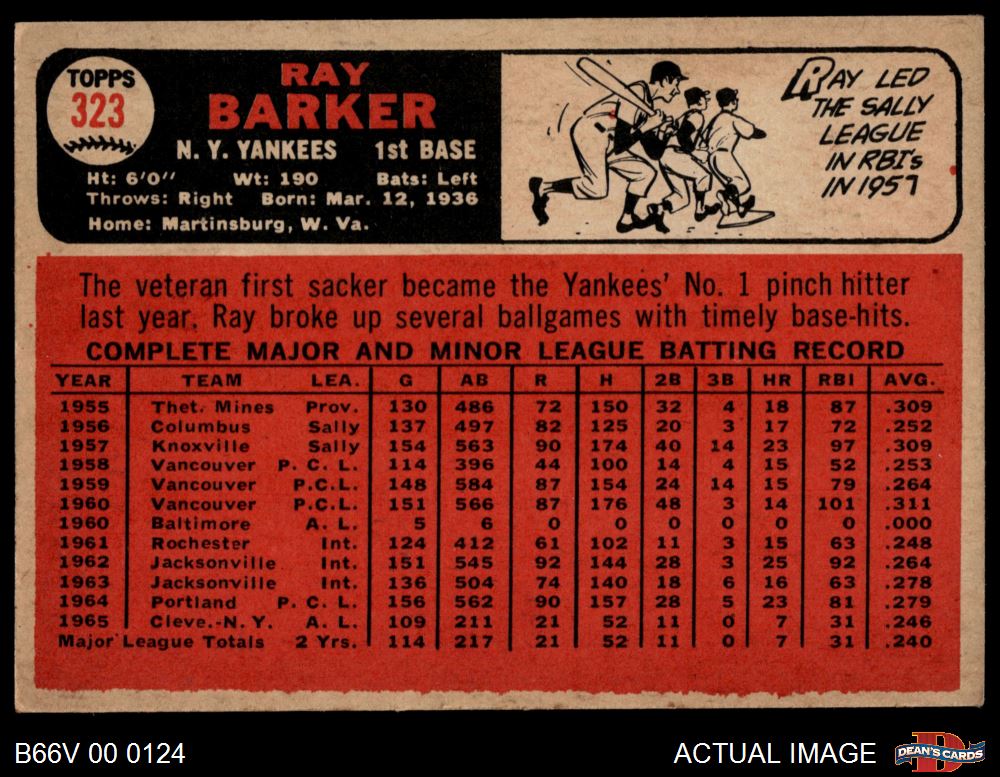 TOPPS
323
RAY
BARKER
N. Y. YANKEES 1st BASE
Ht: 6'0" Wt: 190 Bats: Left
Throws: Right Born: Mar. 12, 1936
Home: Martinsburg, W. Va.
RAY LED
THE SALLY
LEAGUE
IN RBI's
IN 1957
The veteran first sacker became the Yankees' No. 1 pinch hitter
last year. Ray broke up several ballgames with timely base-hits.
COMPLETE MAJOR AND MINOR LEAGUE BATTING RECORD
YEAR TEAM LEA. G AB R H 2B 3B HR RBI AVG.
1955 Thet. Mines Prov. 130 486 72 150 32 4 18 87 .309
1956 Columbus Sally 137 497 82 125 20 3 17 72 .252
1957 Knoxville Sally 154 563 90 174 40 14 23 97 .309
1958 Vancouver P. C. L. 114 396 44 100 14 4 15 52 .253
1959 Vancouver P.C.L. 148 584 87 154 24 14 15 79 .264
1960 Vancouver P.C.L. 151 566 87 176 48 3 14 101 .311
1960 Baltimore A. L. 5 6 0 0 0 0 0 0 .000
1961 Rochester Int. 124 412 61 102 11 3 15 63 .248
1962 Jacksonville Int. 151 545 92 144 28 3 25 92 .264
1963 Jacksonville Int. 136 504 74 140 18 6 16 63 .278
1964 Portland P. C. L. 156 562 90 157 28 5 23 81 .279
1965 Cleve.-N. Y. A. L. 109 211 21 52 11 0 7 31 .246
Major League Totals 2 Yrs. 114 217 21 52 11 0 7 31 .240
B66V 00 0124
ACTUAL IMAGE
D
DEAN'S CARDS